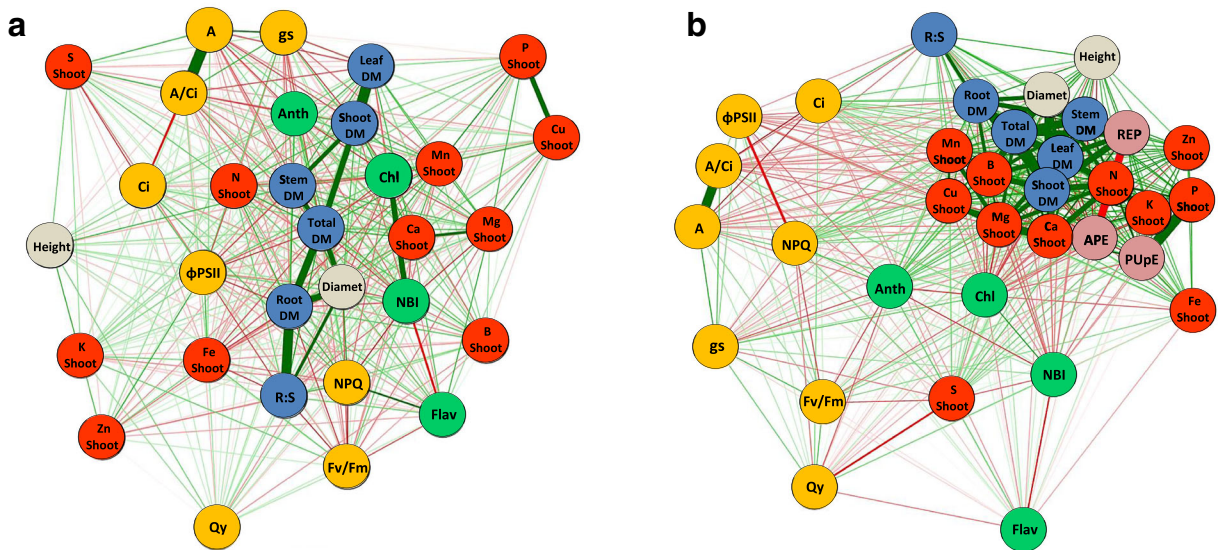 a
A
gs
S
Shoot
Leaf
DM
P
Shoot
A/Ci
Anth
Shoot
DM
Cu
Shoot
Ci
N
Shoot
Stem
DM
Chl
Mn
Shoot
Height
Total
DM
Ca
Shoot
Mg
Shoot
ϕPSII
Diamet
Root
DM
NBI
K
Shoot
Fe
Shoot
B
Shoot
R:S
NPQ
Flav
Zn
Shoot
Fv/Fm
Qy
b
R:S
Height
ϕPSII
Ci
Root
DM
Diamet
Total
DM
Stem
DM
REP
A/Ci
Mn
Shoot
B
Shoot
Leaf
DM
N
Shoot
Zn
Shoot
Cu
Shoot
Shoot
DM
K
Shoot
P
Shoot
A
NPQ
Mg
Shoot
Ca
Shoot
APE
PUpE
Anth
Chl
Fe
Shoot
gs
NBI
Fv/Fm
S
Shoot
Qy
Flav